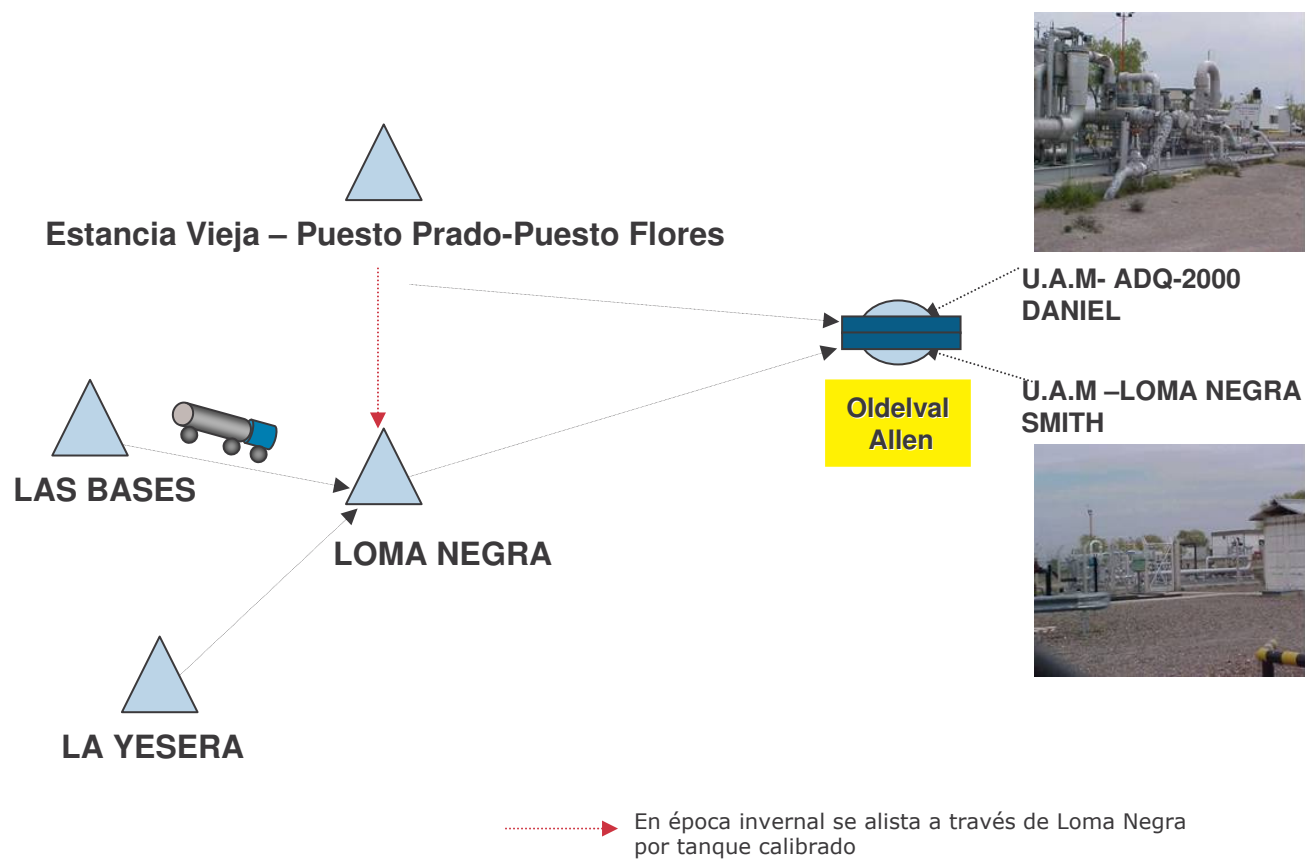 Estancia Vieja – Puesto Prado-Puesto Flores
U.A.M- ADQ-2000
DANIEL
U.A.M –LOMA NEGRA
SMITH
Oldelval
Allen
LAS BASES
LOMA NEGRA
LA YESERA
En época invernal se alista a través de Loma Negra
por tanque calibrado